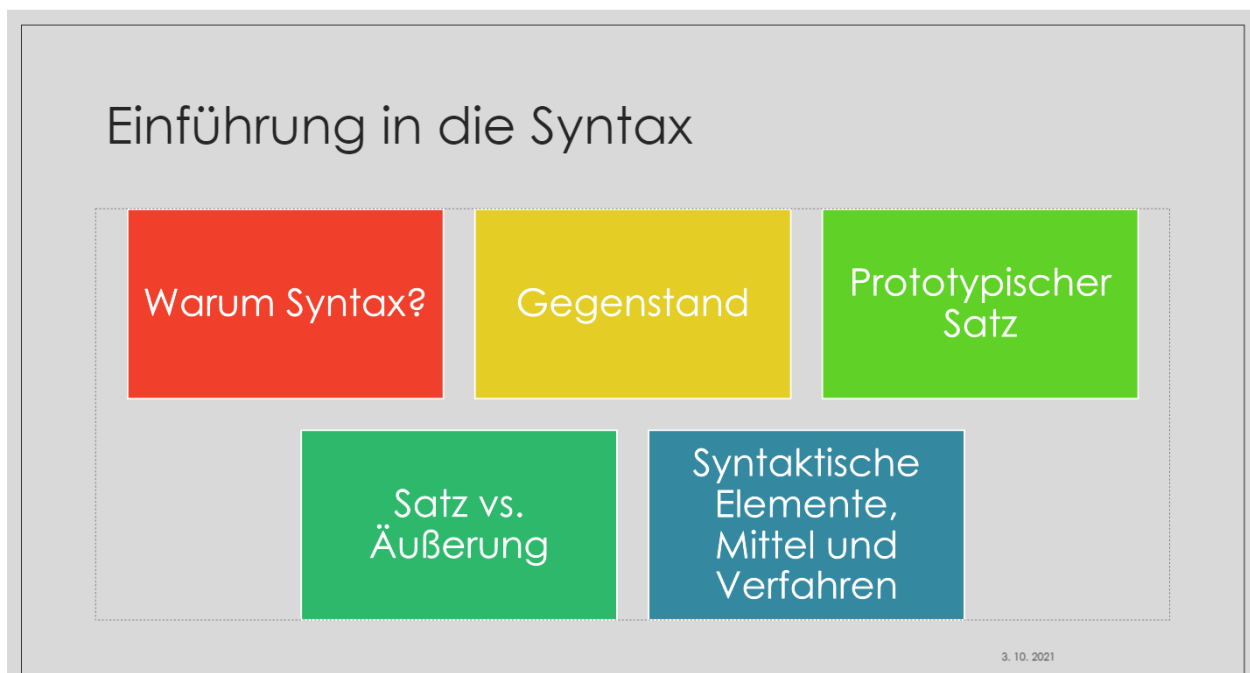 Einführung in die Syntax
Warum Syntax?
Gegenstand
Prototypischer
Satz
Satz vs.
Äußerung
Syntaktische
Elemente,
Mittel und
Verfahren
3. 10. 2021